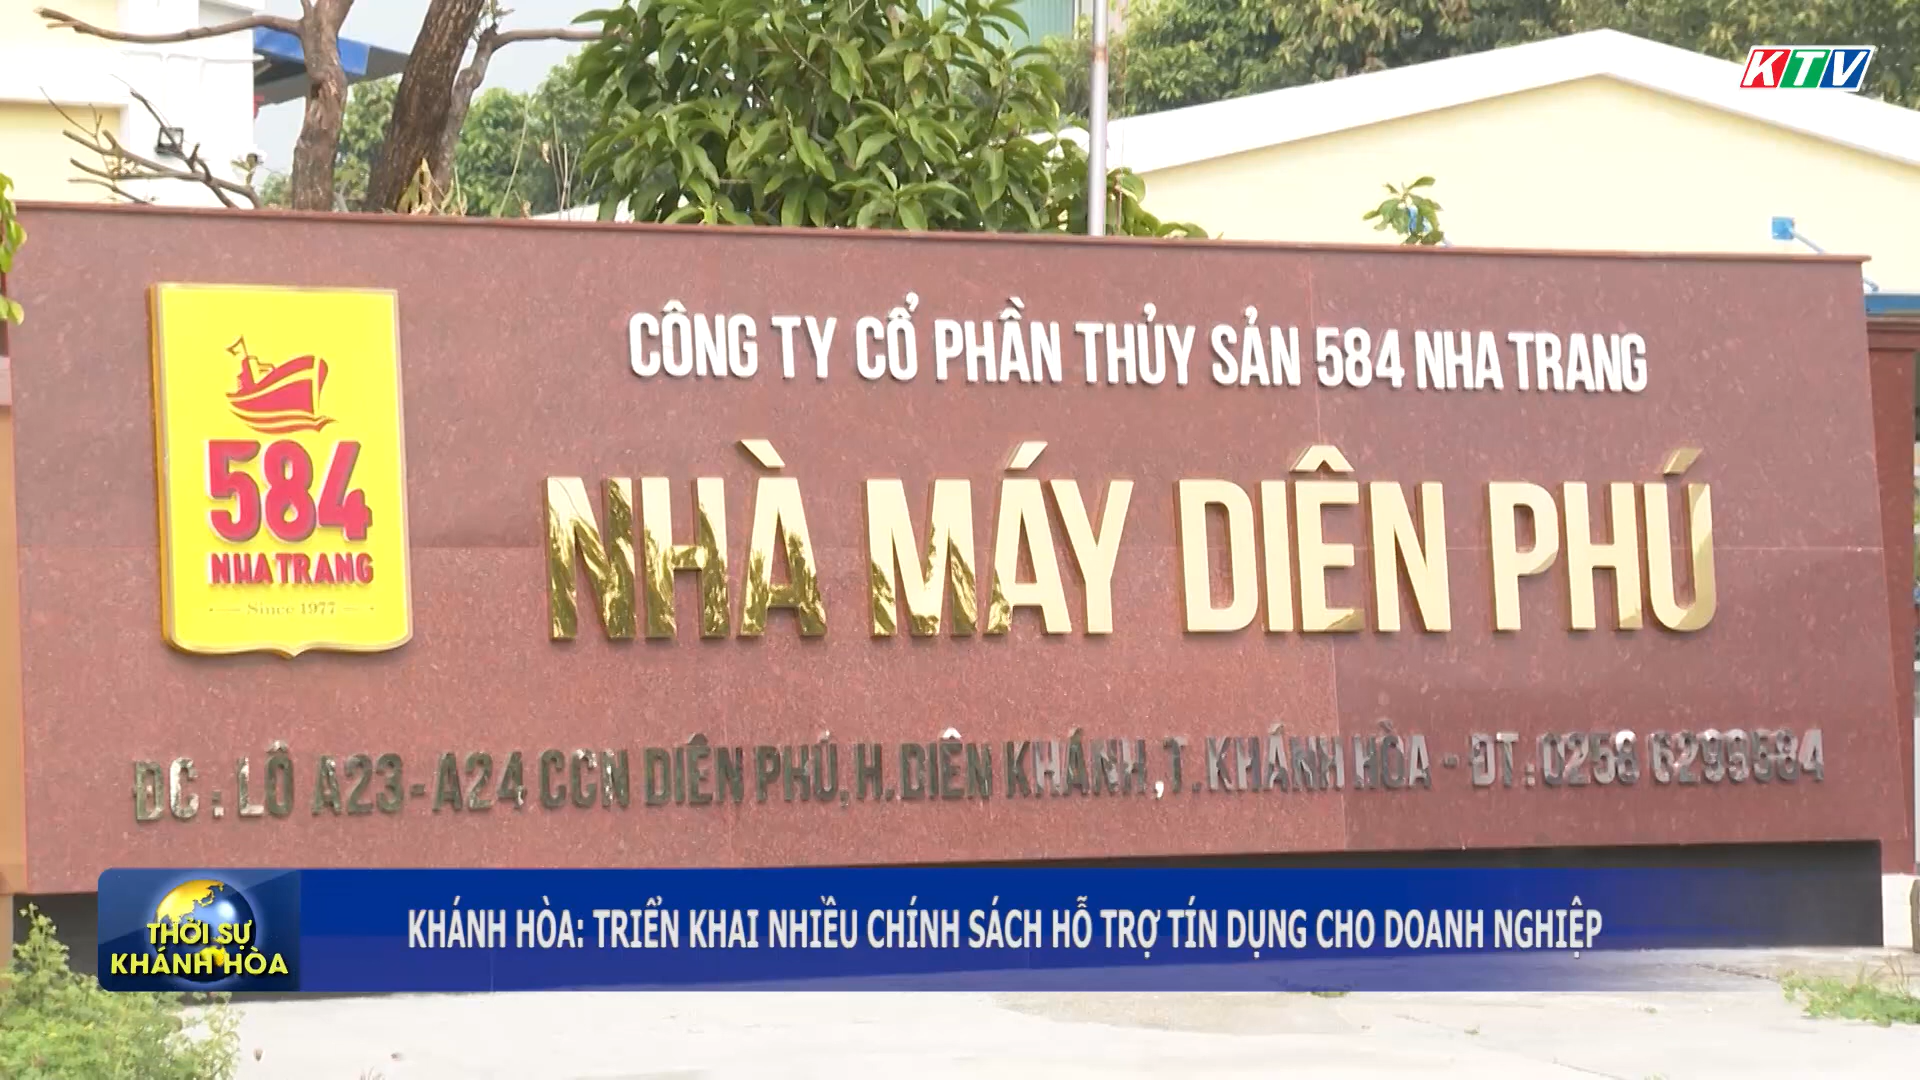 KTV
CÔNG TY CỔ PHẦN THỦY SẢN 584 NHA TRANG
584
NHA TRANG
Since 1977
NHÀ MÁY DIÊN PHÚ
ĐC : LÔ A23-A24 CCN DIÊN PHÚ, H. DIÊN KHÁNH, T. KHÁNH HÒA - ĐT : 0258 6299584
THỜI SỰ
KHÁNH HÒA
KHÁNH HÒA: TRIỂN KHAI NHIỀU CHÍNH SÁCH HỖ TRỢ TÍN DỤNG CHO DOANH NGHIỆP